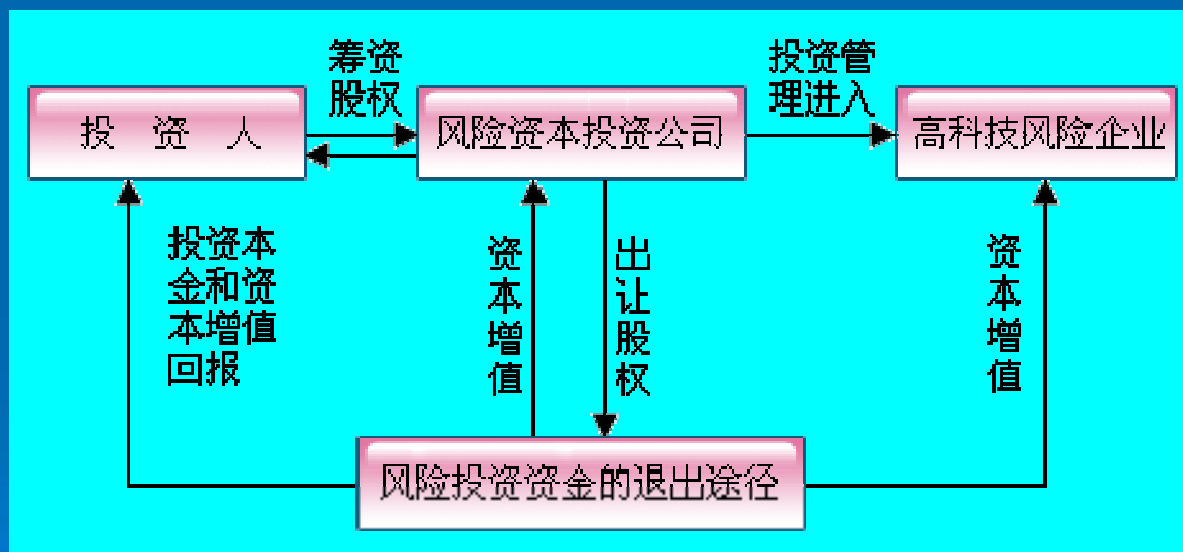 筹资
股权
投资管
理进入
投 资 人
风险资本投资公司
高科技风险企业
投资本
金和资
本增值
回报
资
本
增
值
出
让
股
权
资
本
增
值
风险投资资金的退出途径